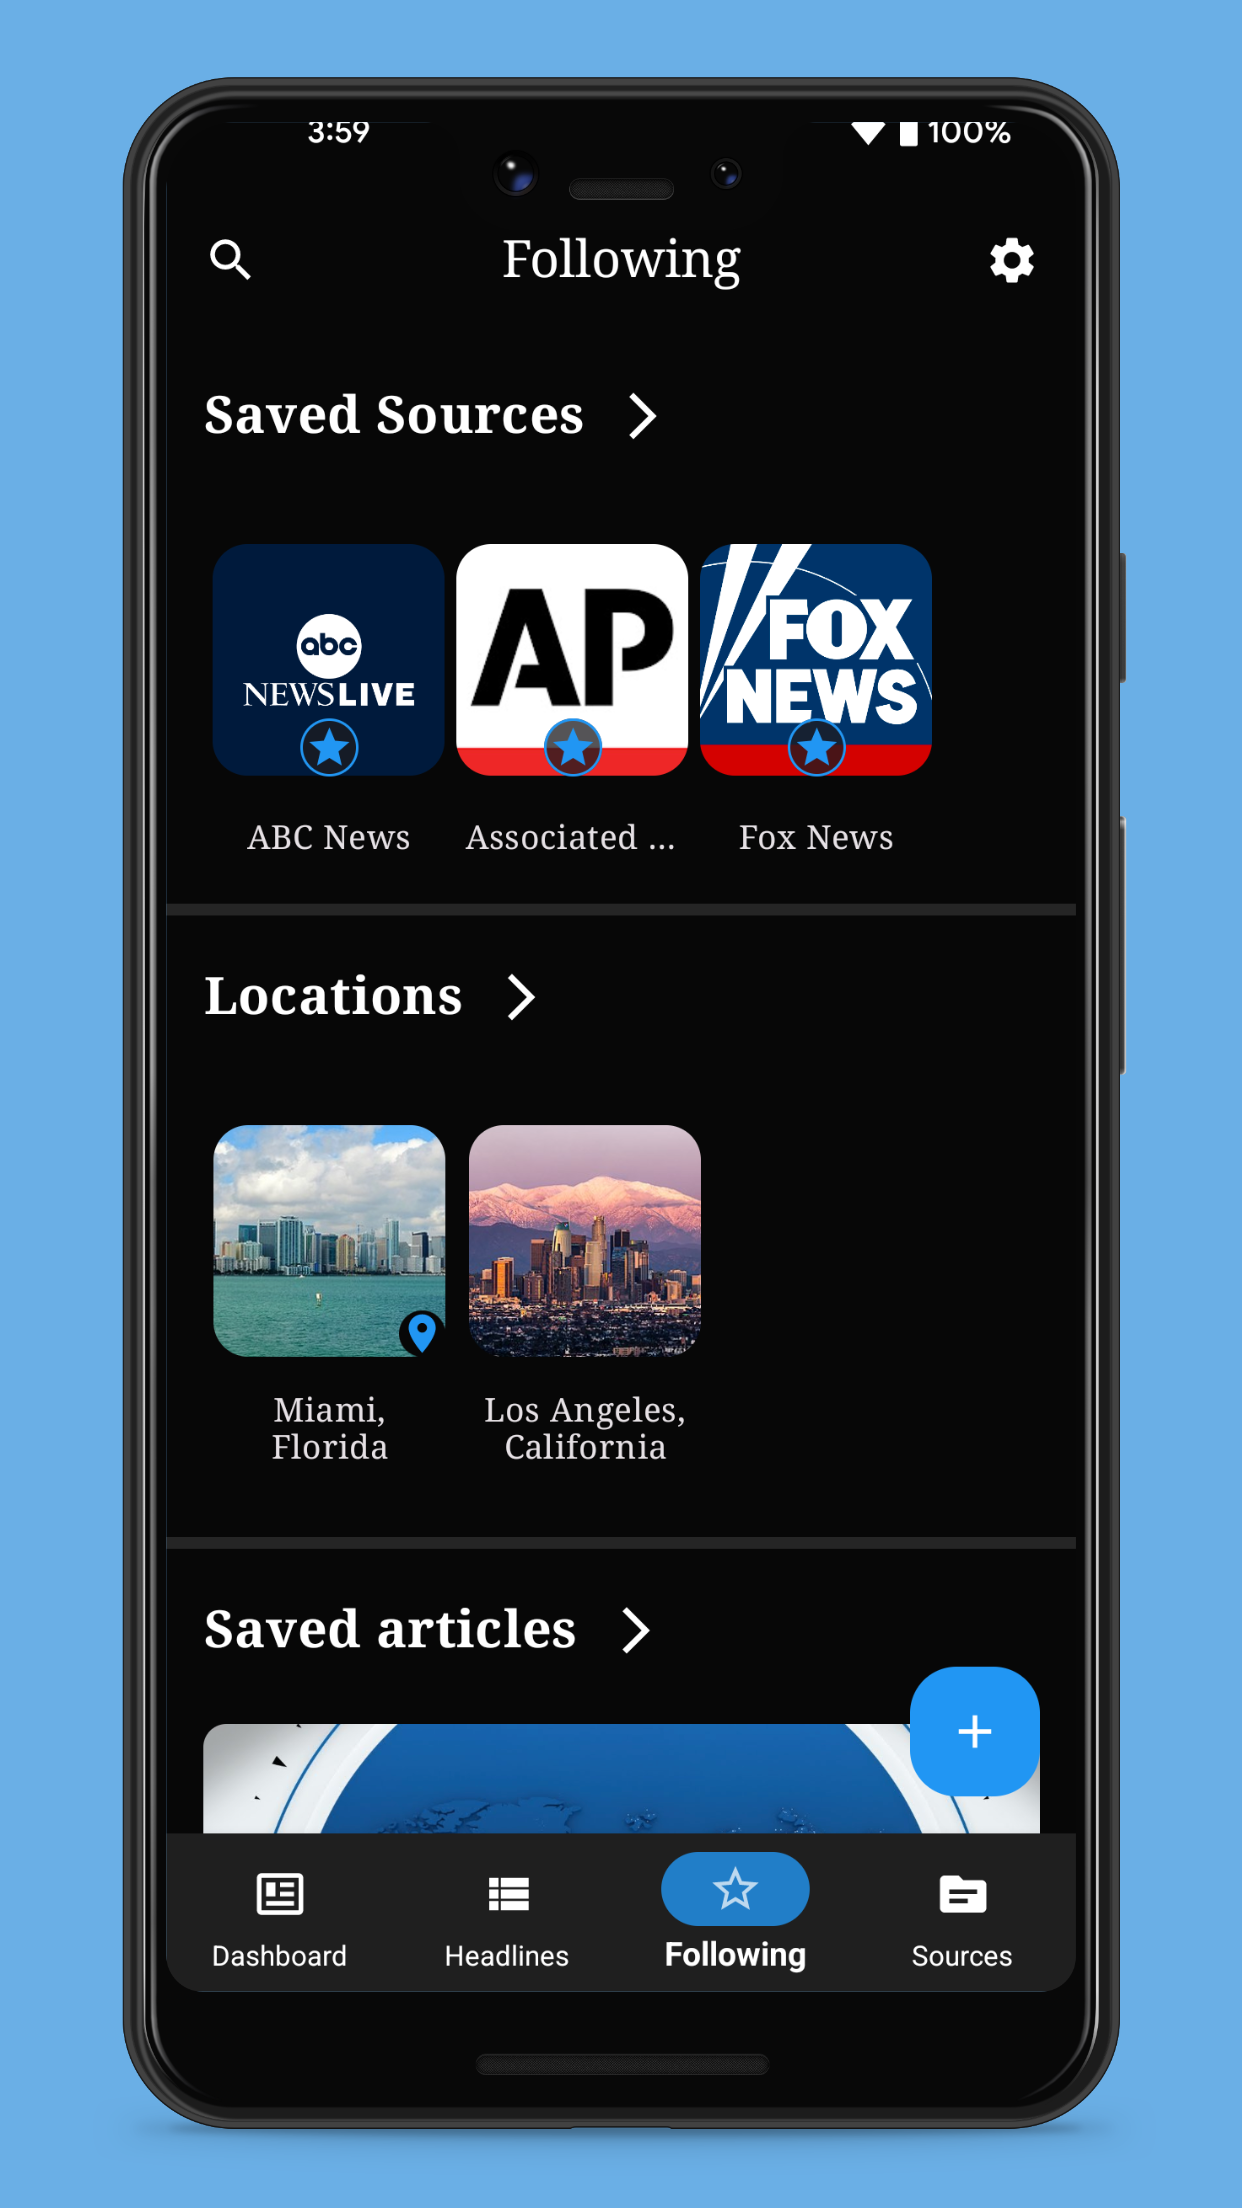 3:59
100%
Following
Saved Sources
abc
NEWSLIVE
AP
FOX
NEWS
ABC News
Associated ...
Fox News
Locations
Miami,
Florida
Los Angeles,
California
Saved articles
Dashboard
Headlines
Following
Sources